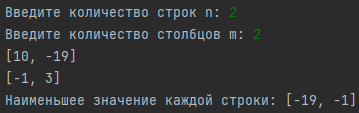 Введите количество строк n: 2
Введите количество столбцов m: 2
[10, -19]
[-1, 3]
Наименьшее значение каждой строки: [-19, -1]